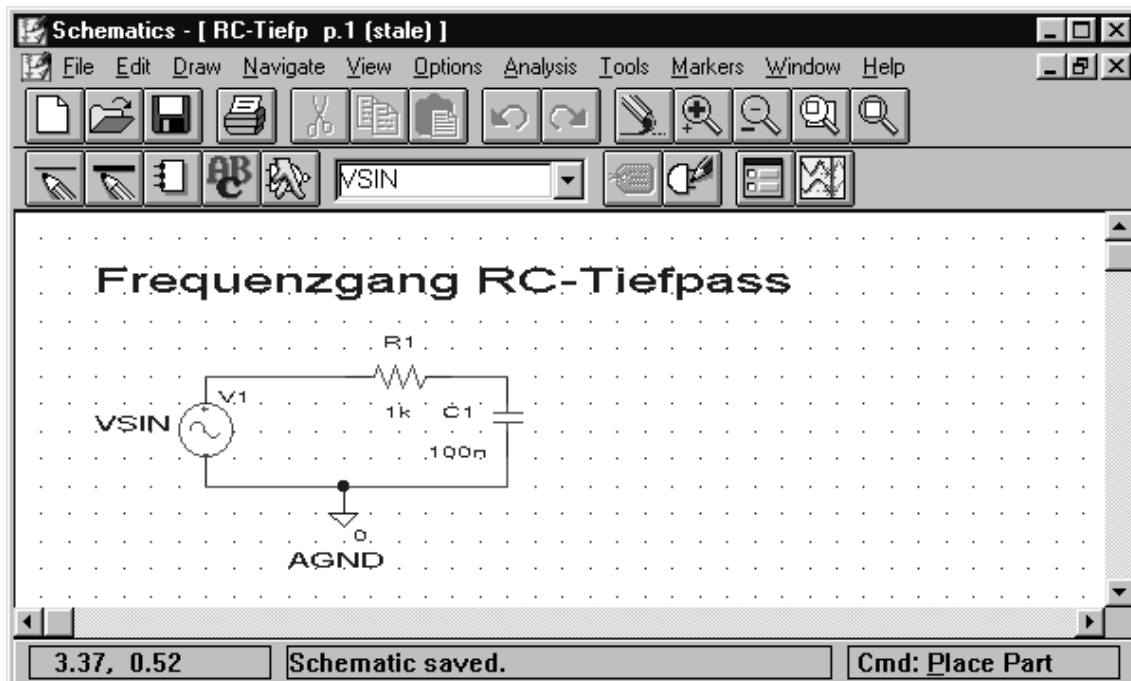 Schematics - [ RC-Tiefp p.1 (stale) ]
File Edit Draw Navigate View Options Analysis Tools Markers Window Help
ABC VSIN
Frequenzgang RC-Tiefpass
R1
V1
1k C1
VSIN
100n
0
AGND
3.37, 0.52 Schematic saved. Cmd: Place Part